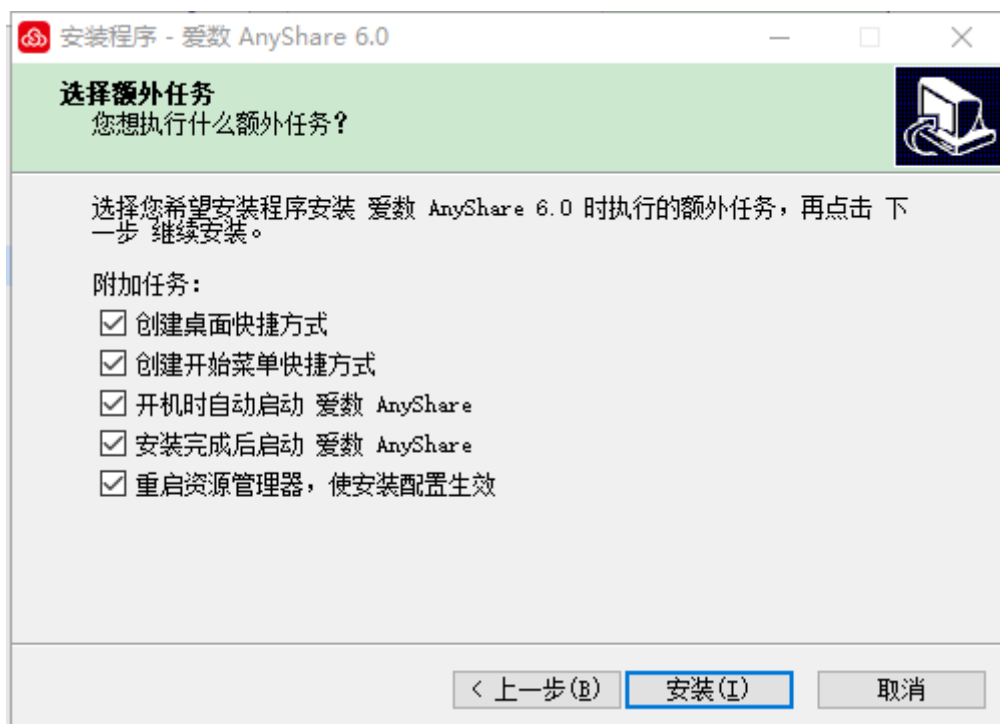 安装程序 - 爱数 AnyShare 6.0
选择额外任务
您想执行什么额外任务?
选择您希望安装程序安装 爱数 AnyShare 6.0 时执行的额外任务，再点击 下
一步 继续安装。
附加任务:
创建桌面快捷方式
创建开始菜单快捷方式
开机时自动启动 爱数 AnyShare
安装完成后启动 爱数 AnyShare
重启资源管理器，使安装配置生效
< 上一步(B) 安装(I) 取消